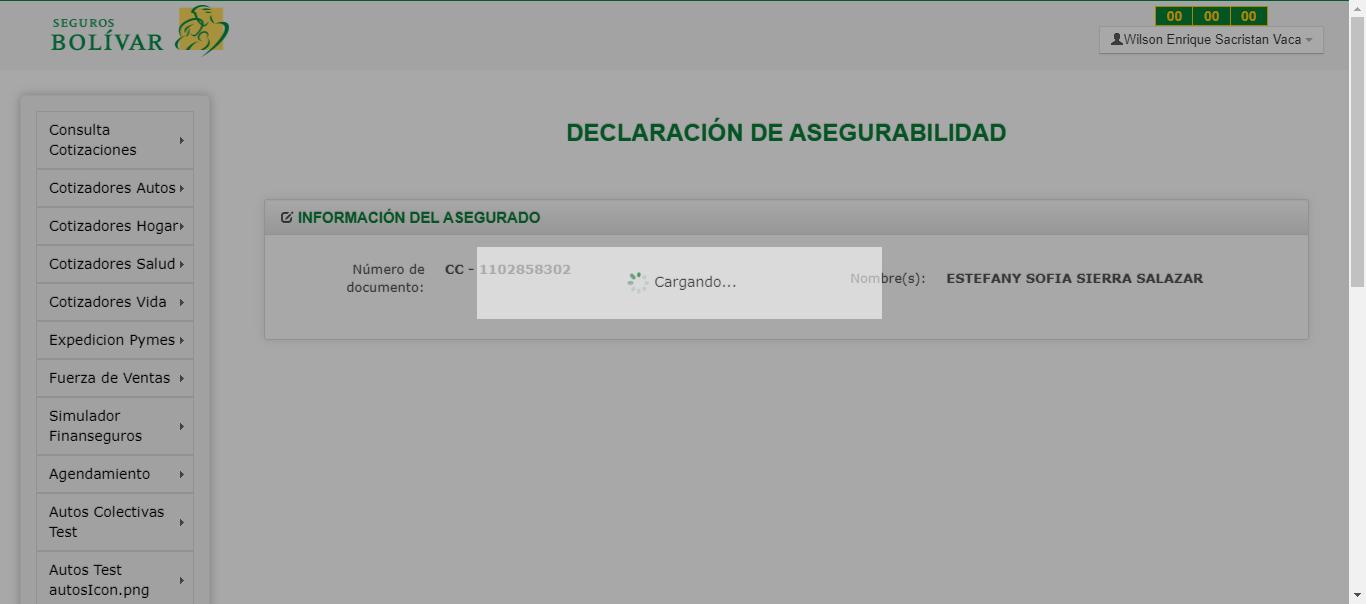 SEGUROS
BOLÍVAR
00 00 00
Wilson Enrique Sacristan Vaca
Consulta
Cotizaciones
Cotizadores Autos
Cotizadores Hogar
Cotizadores Salud
Cotizadores Vida
Expedicion Pymes
Fuerza de Ventas
Simulador
Finanseguros
Agendamiento
Autos Colectivas
Test
Autos Test
autosIcon.png
DECLARACIÓN DE ASEGURABILIDAD
INFORMACIÓN DEL ASEGURADO
Número de
documento:
CC - 1102858302
Cargando...
Nombre(s):
ESTEFANY SOFIA SIERRA SALAZAR